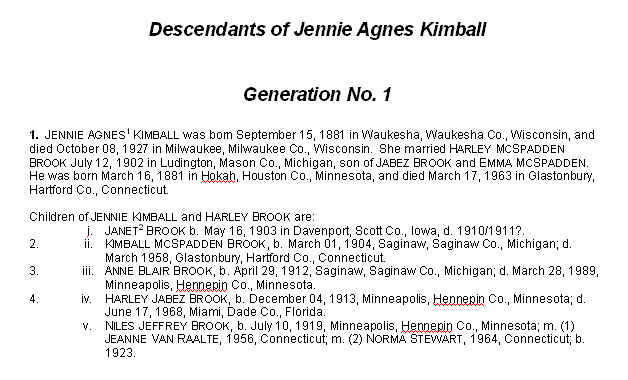 Descendants of Jennie Agnes Kimball
Generation No. 1
1. JENNIE AGNES¹ KIMBALL was born September 15, 1881 in Waukesha, Waukesha Co., Wisconsin, and
died October 08, 1927 in Milwaukee, Milwaukee Co., Wisconsin. She married HARLEY MCSPADDEN
BROOK July 12, 1902 in Ludington, Mason Co., Michigan, son of JABEZ BROOK and EMMA MCSPADDEN.
He was born March 16, 1881 in Hokah, Houston Co., Minnesota, and died March 17, 1963 in Glastonbury,
Hartford Co., Connecticut.
Children of JENNIE KIMBALL and HARLEY BROOK are:
i. JANET² BROOK b. May 16, 1903 in Davenport, Scott Co., Iowa, d. 1910/1911?.
2. ii. KIMBALL MCSPADDEN BROOK, b. March 01, 1904, Saginaw, Saginaw Co., Michigan; d.
March 1958, Glastonbury, Hartford Co., Connecticut.
3. iii. ANNE BLAIR BROOK, b. April 29, 1912, Saginaw, Saginaw Co., Michigan; d. March 28, 1989,
Minneapolis, Hennepin Co., Minnesota.
4. iv. HARLEY JABEZ BROOK, b. December 04, 1913, Minneapolis, Hennepin Co., Minnesota; d.
June 17, 1968, Miami, Dade Co., Florida.
v. NILES JEFFREY BROOK, b. July 10, 1919, Minneapolis, Hennepin Co., Minnesota; m. (1)
JEANNE VAN RAALTE, 1956, Connecticut; m. (2) NORMA STEWART, 1964, Connecticut; b.
1923.